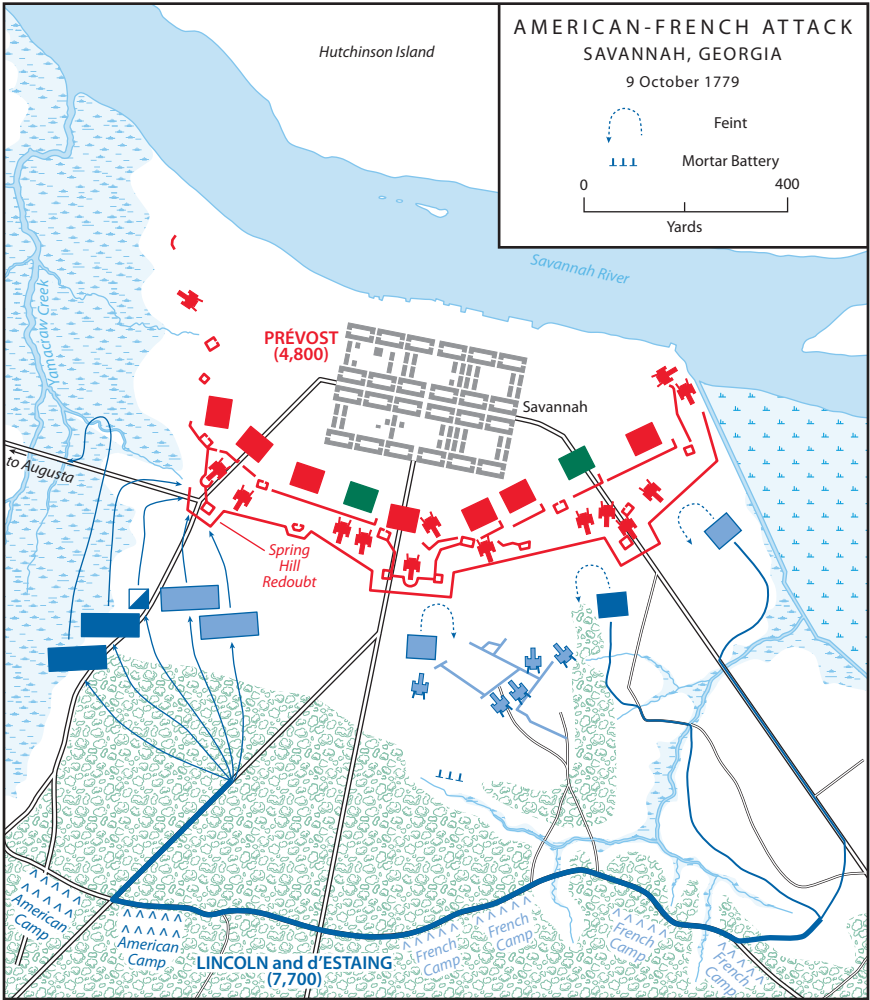 AMERICAN-FRENCH ATTACK
SAVANNAH, GEORGIA
9 October 1779
Feint
Mortar Battery
0 400
Yards
Hutchinson Island
Savannah River
Yamacraw Creek
PRÉVOST
(4,800)
Savannah
to Augusta
Spring
Hill
Redoubt
American
Camp
American
Camp
LINCOLN and d'ESTAING
(7,700)
French
Camp
French
Camp
French
Camp
French
Camp